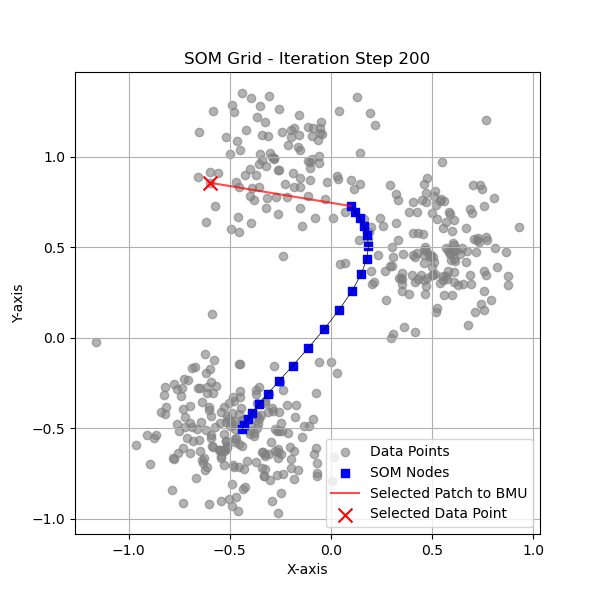 SOM Grid - Iteration Step 200
Y-axis
1.0
0.5
0.0
−0.5
−1.0
Data Points
SOM Nodes
Selected Patch to BMU
Selected Data Point
−1.0 −0.5 0.0 0.5 1.0
X-axis